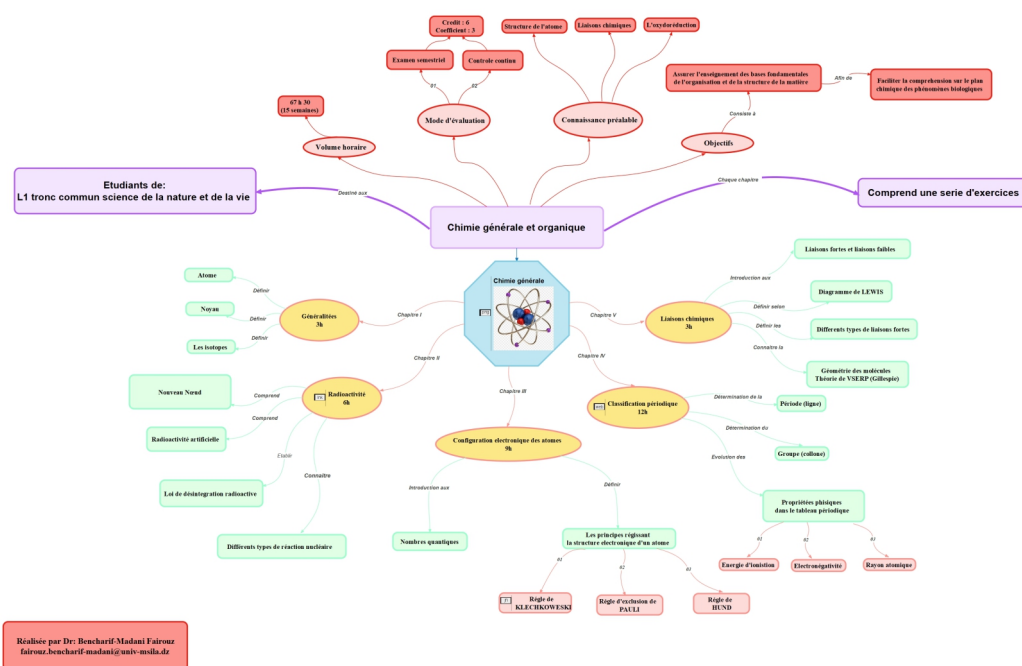 Credit : 6
Coefficient : 3
Structure de l'atome
Liaisons chimiques
L'oxydoréduction
Examen semestriel
Controle continu
01
02
Assurer l'enseignement des bases fondamentales
de l'organisation et de la structure de la matière
Afin de
Faciliter la comprehension sur le plan
chimique des phénomènes biologiques
67 h 30
(15 semaines)
Mode d'évaluation
Connaissance préalable
Consiste à
Volume horaire
Objectifs
Etudiants de:
L1 tronc commun science de la nature et de la vie
Destiné aux
Chaque chapitre
Comprend une serie d'exercices
Chimie générale et organique
Chimie générale
Atome
Définir
Noyau
Définir
Les isotopes
Définir
Généralitées
3h
Chapitre I
Chapitre V
Liaisons chimiques
3h
Introduction aux
Liaisons fortes et liaisons faibles
Définir selon
Diagramme de LEWIS
Définir les
Differents types de liaisons fortes
Connaitre la
Géométrie des molécules
Théorie de VSERP (Gillespie)
Chapitre II
Chapitre IV
Chapitre III
Nouveau Nœud
Comprend
Radioactivité
6h
Comprend
Radioactivité artificielle
Etablir
Loi de désintegration radioactive
Connaitre
Différents types de réaction nucléaire
Classification périodique
12h
Détermination de la
Période (ligne)
Détermination du
Groupe (collone)
Evolution des
Propriétées phisiques
dans le tableau périodique
01
02
03
Energie d'ionistion
Electronégativité
Rayon atomique
Configuration electronique des atomes
9h
Introduction aux
Nombres quantiques
Définir
Les principes régissant
la structure electronique d'un atome
01
02
03
Règle de
KLECHKOWESKI
Règle d'exclusion de
PAULI
Règle de
HUND
Réalisée par Dr: Bencharif-Madani Fairouz
fairouz.bencharif-madani@univ-msila.dz